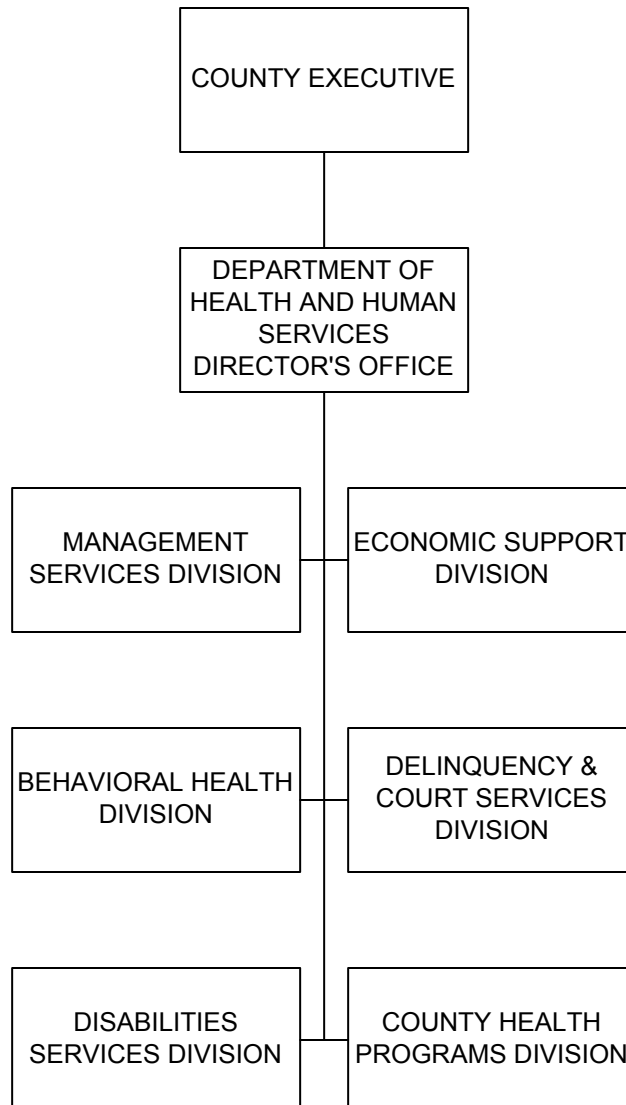 COUNTY EXECUTIVE
DEPARTMENT OF
HEALTH AND HUMAN
SERVICES
DIRECTOR'S OFFICE
MANAGEMENT
SERVICES DIVISION
ECONOMIC SUPPORT
DIVISION
BEHAVIORAL HEALTH
DIVISION
DELINQUENCY &
COURT SERVICES
DIVISION
DISABILITIES
SERVICES DIVISION
COUNTY HEALTH
PROGRAMS DIVISION